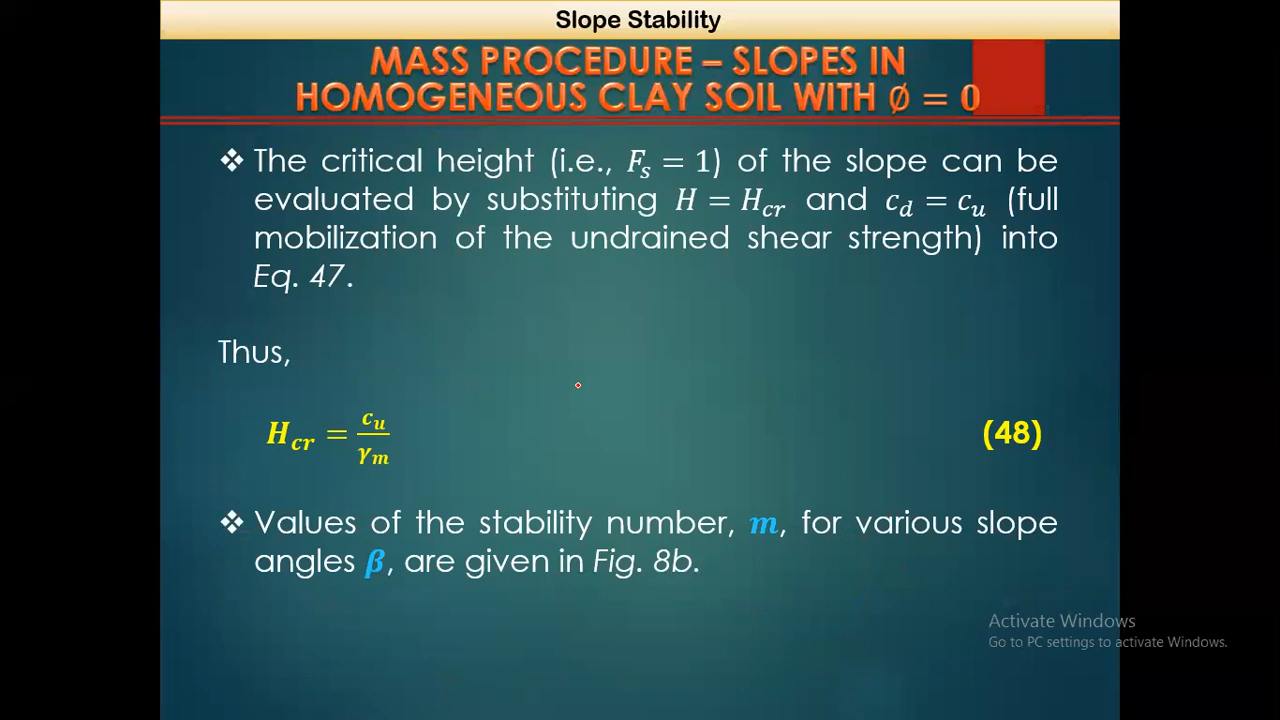 Slope Stability
MASS PROCEDURE – SLOPES IN
HOMOGENEOUS CLAY SOIL WITH ∅ = 0
❖ The critical height (i.e., F_s = 1) of the slope can be
evaluated by substituting H = H_cr and c_d = c_u (full
mobilization of the undrained shear strength) into
Eq. 47.
Thus,
H_cr = c_u / γ_m (48)
❖ Values of the stability number, m, for various slope
angles β, are given in Fig. 8b.
Activate Windows
Go to PC settings to activate Windows.